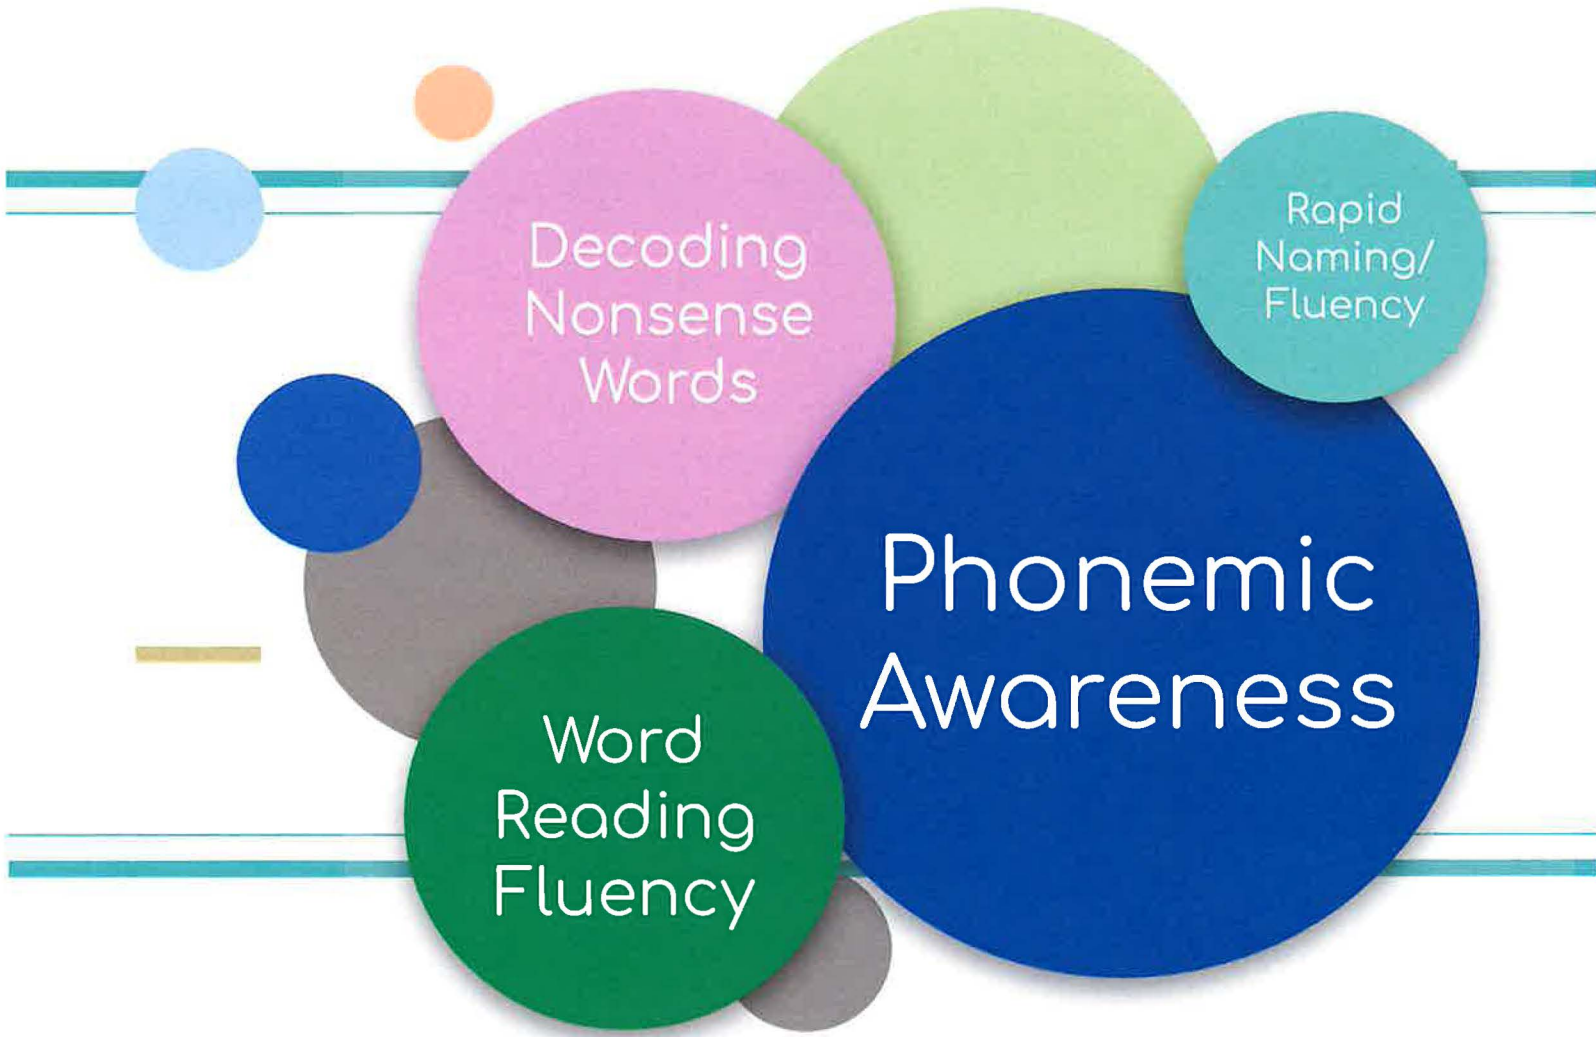 Decoding
Nonsense
Words
Rapid
Naming/
Fluency
Phonemic
Awareness
Word
Reading
Fluency